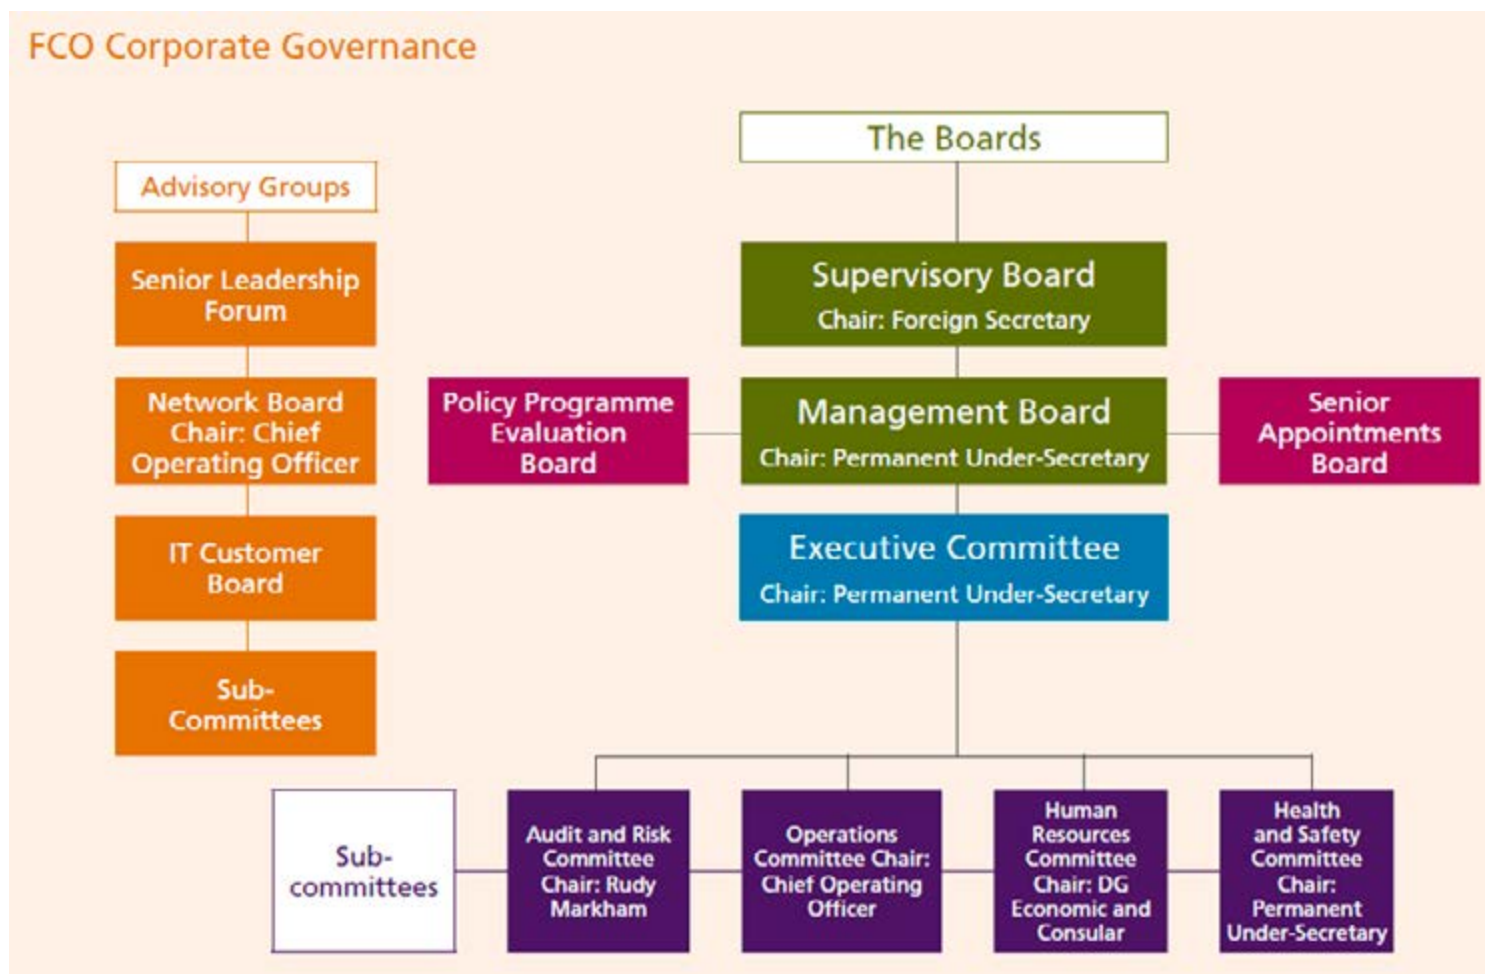 FCO Corporate Governance
The Boards
Advisory Groups
Senior Leadership
Forum
Supervisory Board
Chair: Foreign Secretary
Network Board
Chair: Chief
Operating Officer
Policy Programme
Evaluation
Board
Management Board
Chair: Permanent Under-Secretary
Senior
Appointments
Board
IT Customer
Board
Executive Committee
Chair: Permanent Under-Secretary
Sub-
Committees
Sub-
committees
Audit and Risk
Committee
Chair: Rudy
Markham
Operations
Committee Chair:
Chief Operating
Officer
Human
Resources
Committee
Chair: DG
Economic and
Consular
Health
and Safety
Committee
Chair:
Permanent
Under-Secretary